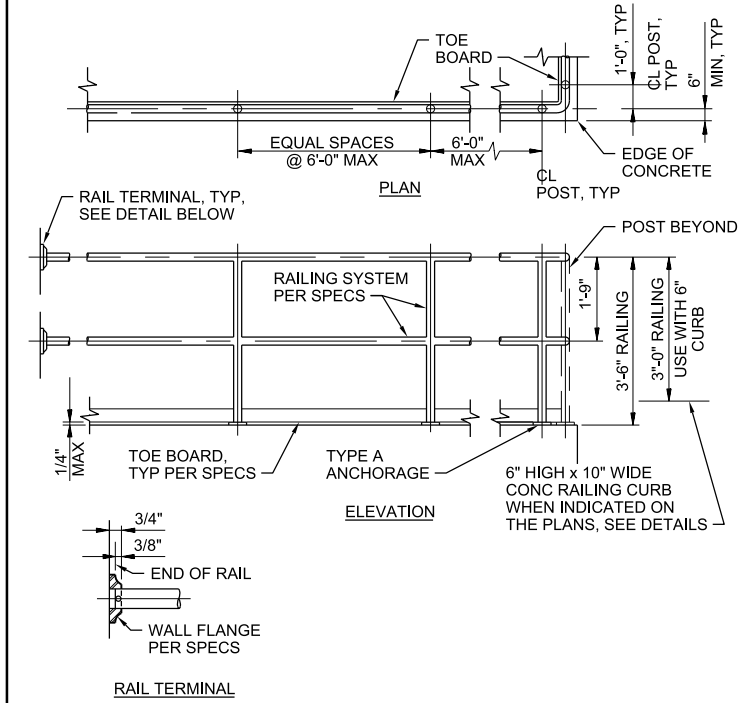 TOE
BOARD
1'-0", TYP
CL POST,
TYP
6"
MIN, TYP
EQUAL SPACES
@ 6'-0" MAX
6'-0"
MAX
EDGE OF
CONCRETE
CL
POST, TYP
PLAN
RAIL TERMINAL, TYP,
SEE DETAIL BELOW
POST BEYOND
RAILING SYSTEM
PER SPECS
1'-9"
3'-6" RAILING
3"-0" RAILING
USE WITH 6"
CURB
1/4"
MAX
TOE BOARD,
TYP PER SPECS
TYPE A
ANCHORAGE
6" HIGH x 10" WIDE
CONC RAILING CURB
WHEN INDICATED ON
THE PLANS, SEE DETAILS
ELEVATION
3/4"
3/8"
END OF RAIL
WALL FLANGE
PER SPECS
RAIL TERMINAL